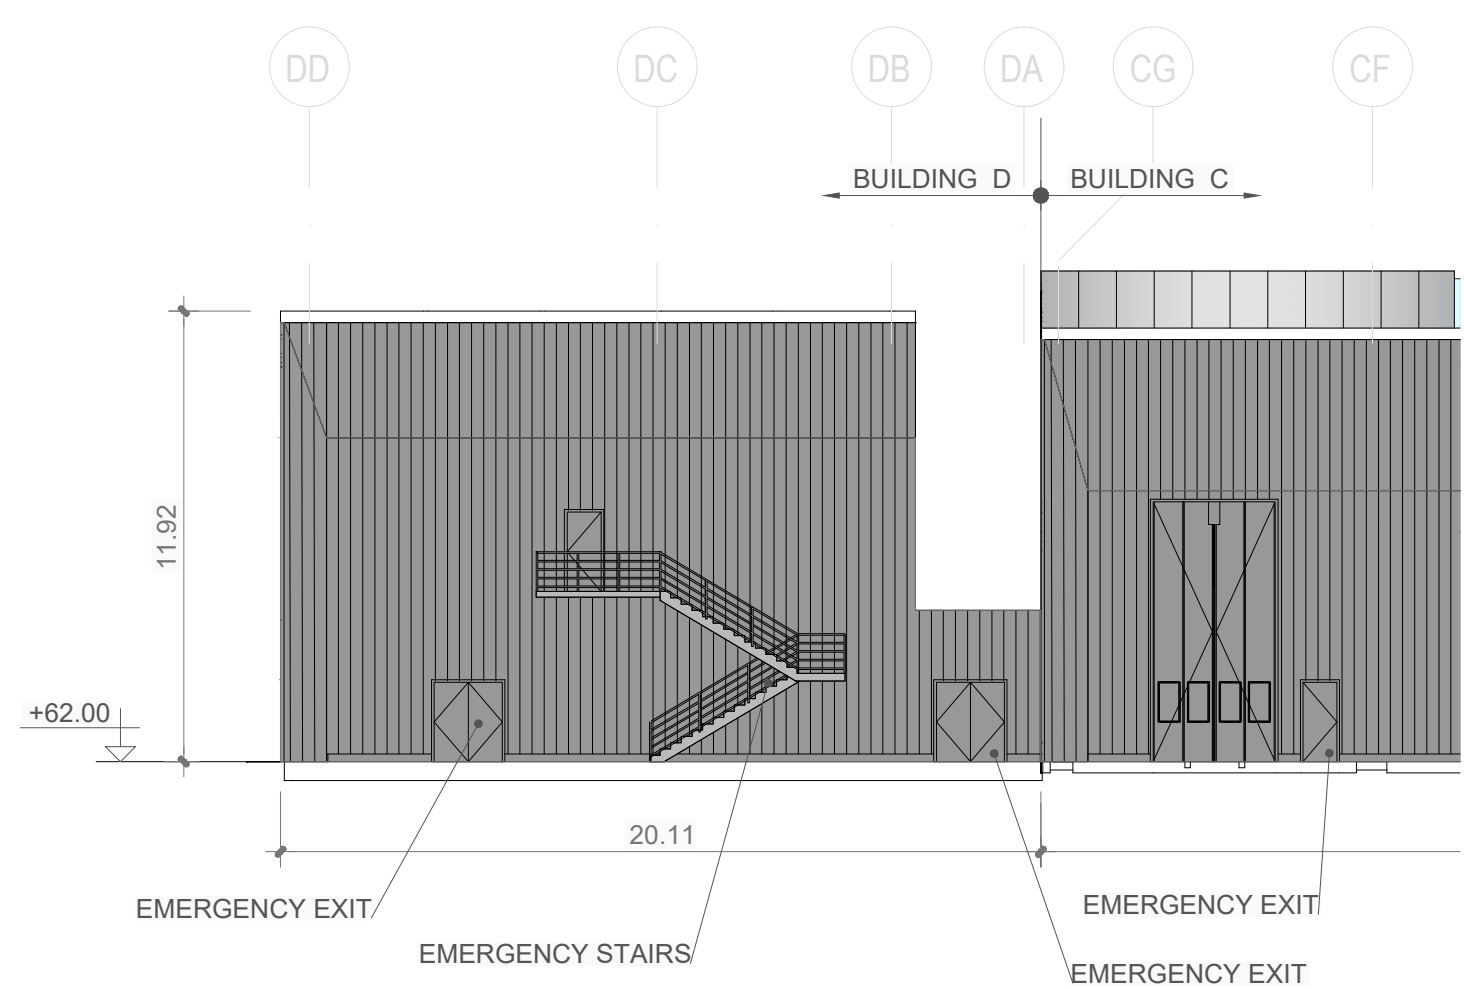 DD
DC
DB
DA
CG
CF
BUILDING D
BUILDING C
11.92
+62.00
20.11
EMERGENCY EXIT
EMERGENCY EXIT
EMERGENCY STAIRS
EMERGENCY EXIT